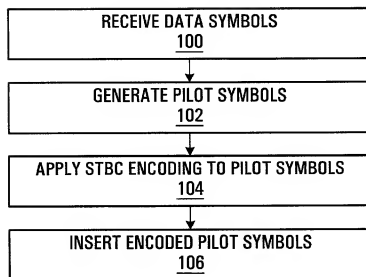 RECEIVE DATA SYMBOLS
100
GENERATE PILOT SYMBOLS
102
APPLY STBC ENCODING TO PILOT SYMBOLS
104
INSERT ENCODED PILOT SYMBOLS
106